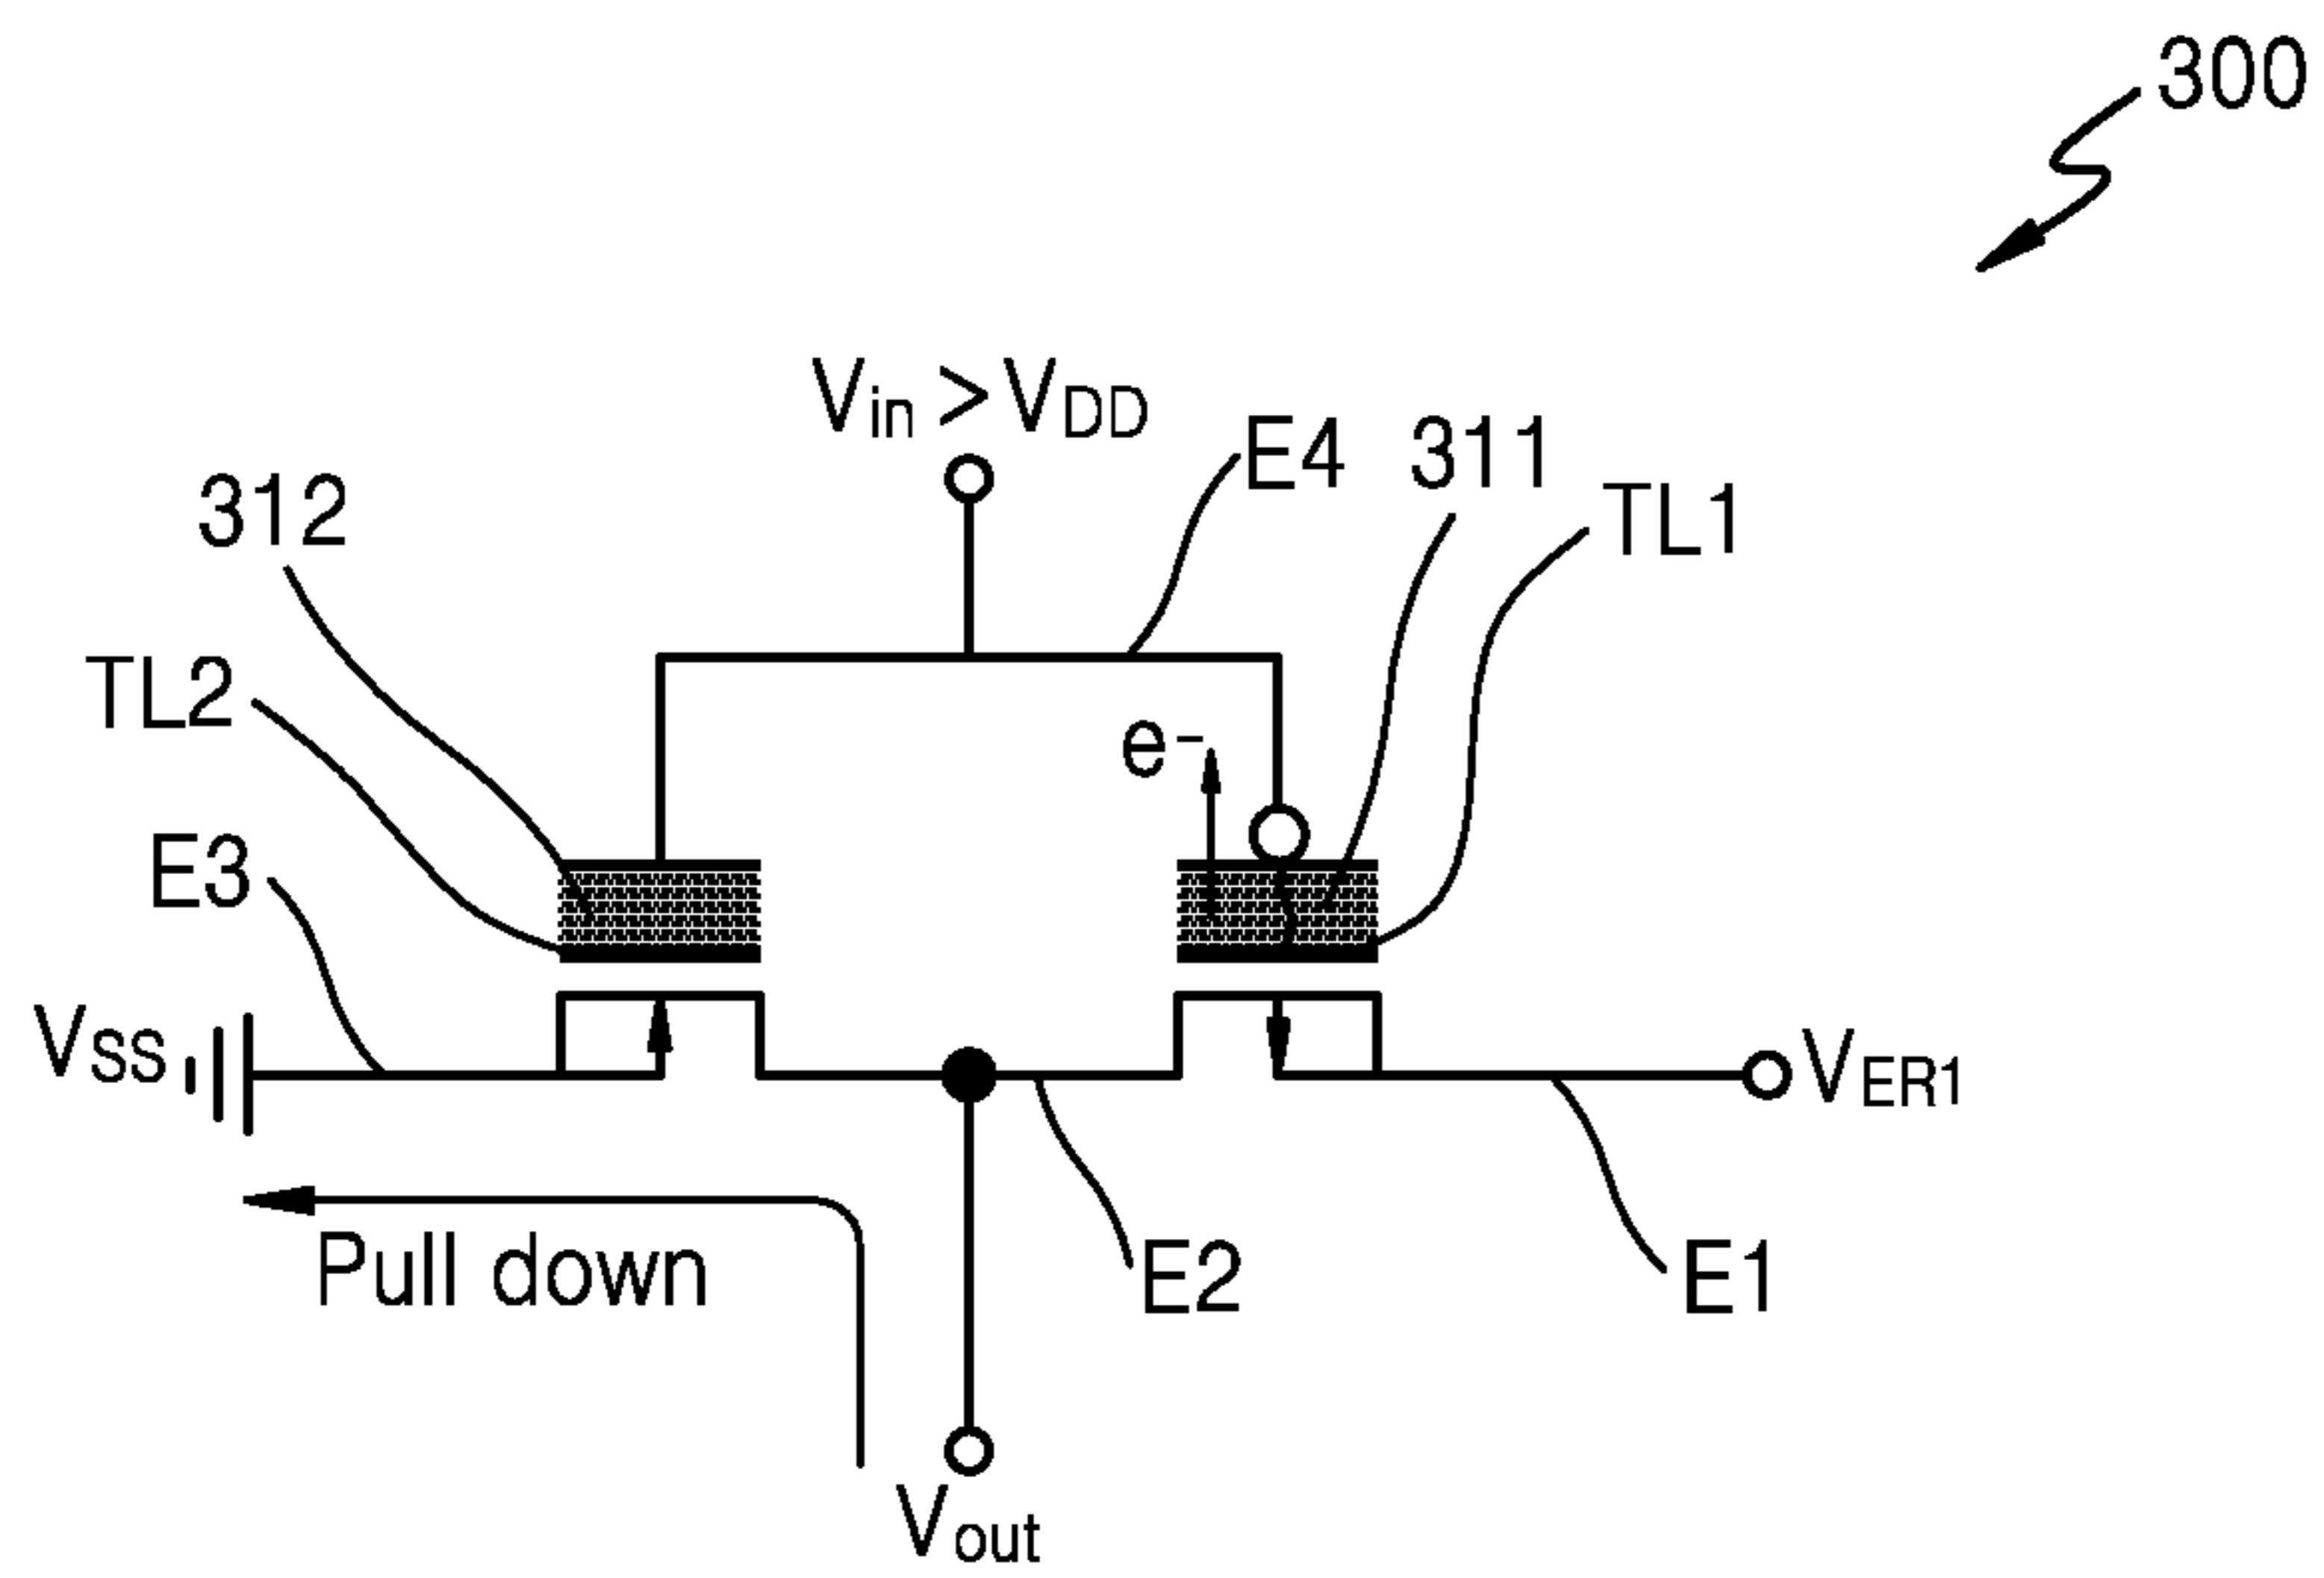 300
Vin > VDD
E4
311
312
TL1
TL2
e-
E3
VSS
VER1
Pull down
E2
E1
Vout